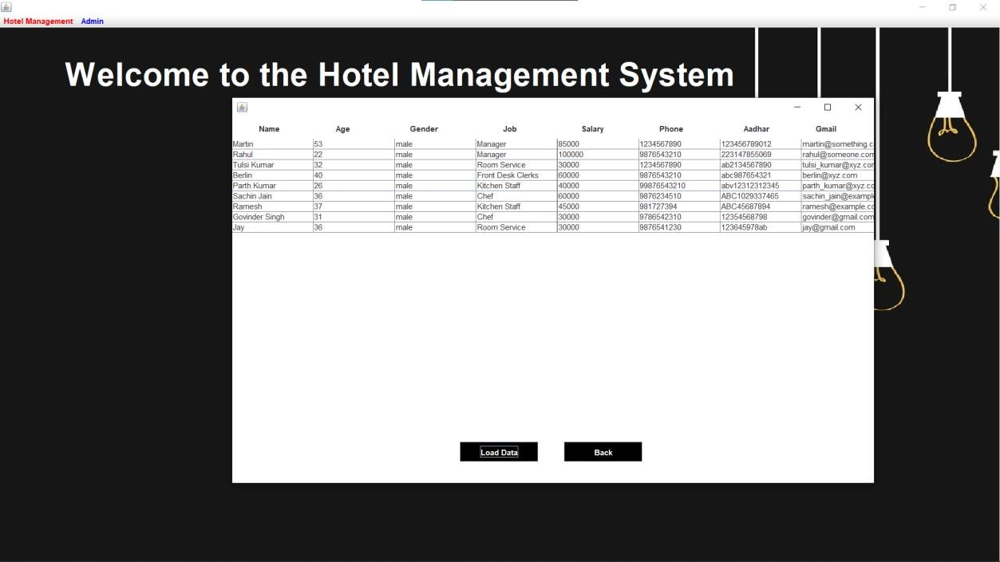 Hotel Management Admin
Welcome to the Hotel Management System
Name Age Gender Job Salary Phone Aadhar Gmail
Martin 53 male Manager 85000 1234567890 123456789012 martin@something.c
Rahul 22 male Manager 100000 9876543210 223147855069 rahul@someone.com
Tulsi Kumar 32 male Room Service 30000 1234567890 ab2134567890 tulsi_kumar@xyz.cor
Berlin 40 male Front Desk Clerks 60000 9876543210 abc987654321 berlin@xyz.com
Parth Kumar 26 male Kitchen Staff 40000 99876543210 abv12312312345 parth_kumar@xyz.cc
Sachin Jain 36 male Chef 60000 9876234510 ABC1029337465 sachin_jain@exampl
Ramesh 37 male Kitchen Staff 45000 981727394 ABC45687894 ramesh@example.co
Govinder Singh 31 male Chef 30000 9786542310 12354568798 govinder@gmail.com
Jay 36 male Room Service 30000 9876541230 123645978ab jay@gmail.com
Load Data Back